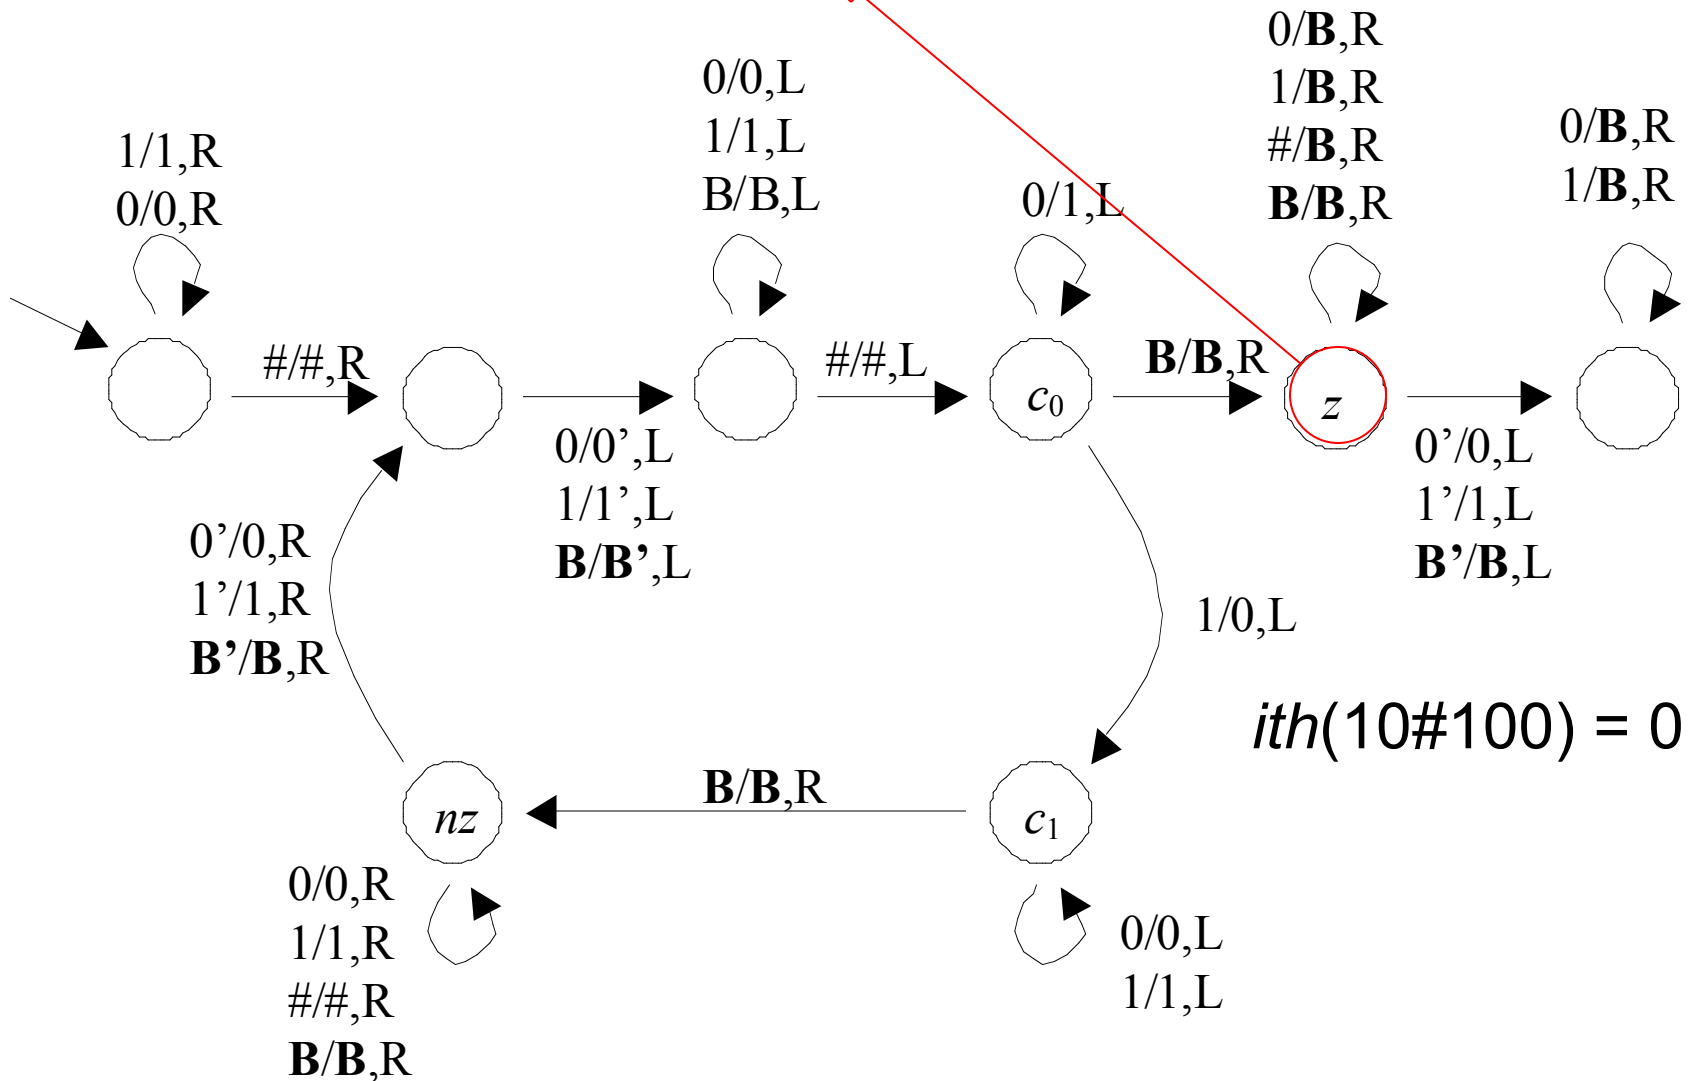 1/1,R
0/0,R
#/#,R
0/0,L
1/1,L
B/B,L
0/0’,L
1/1’,L
B/B’,L
#/#,L
0/1,L
c0
B/B,R
0/B,R
1/B,R
#/B,R
B/B,R
z
0’/0,L
1’/1,L
B’/B,L
0/B,R
1/B,R
1/0,L
0’/0,R
1’/1,R
B’/B,R
ith(10#100) = 0
nz
B/B,R
c1
0/0,R
1/1,R
#/#,R
B/B,R
0/0,L
1/1,L